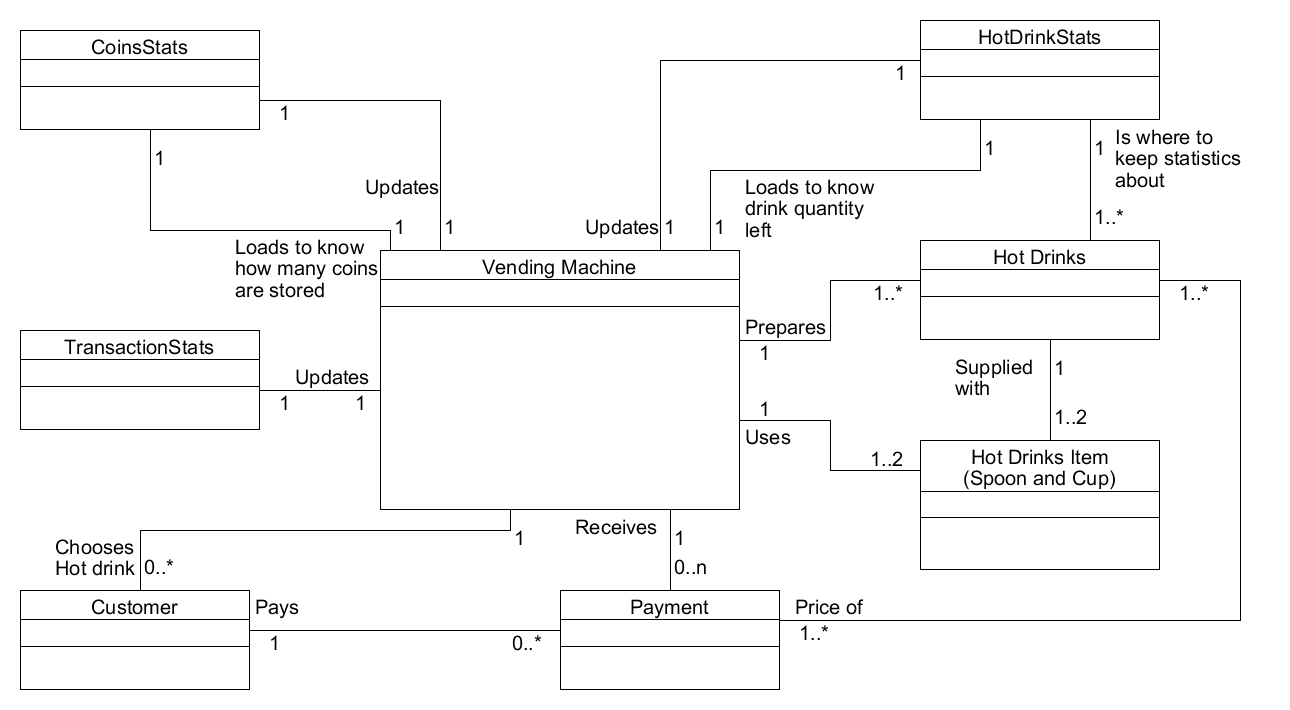 CoinsStats
HotDrinkStats
1
1
1
1
1
Is where to
keep statistics
about
1
Updates
Loads to know
drink quantity
left
1..*
1
1
Updates
1
1
Loads to know
how many coins
are stored
Vending Machine
Hot Drinks
1..*
1..*
Prepares
1
TransactionStats
Updates
1
1
Supplied
with
1
1..2
1
Uses
1..2
Hot Drinks Item
(Spoon and Cup)
Receives
1
1
Chooses
Hot drink
0..*
0..n
Customer
Pays
Payment
Price of
1
0..*
1..*